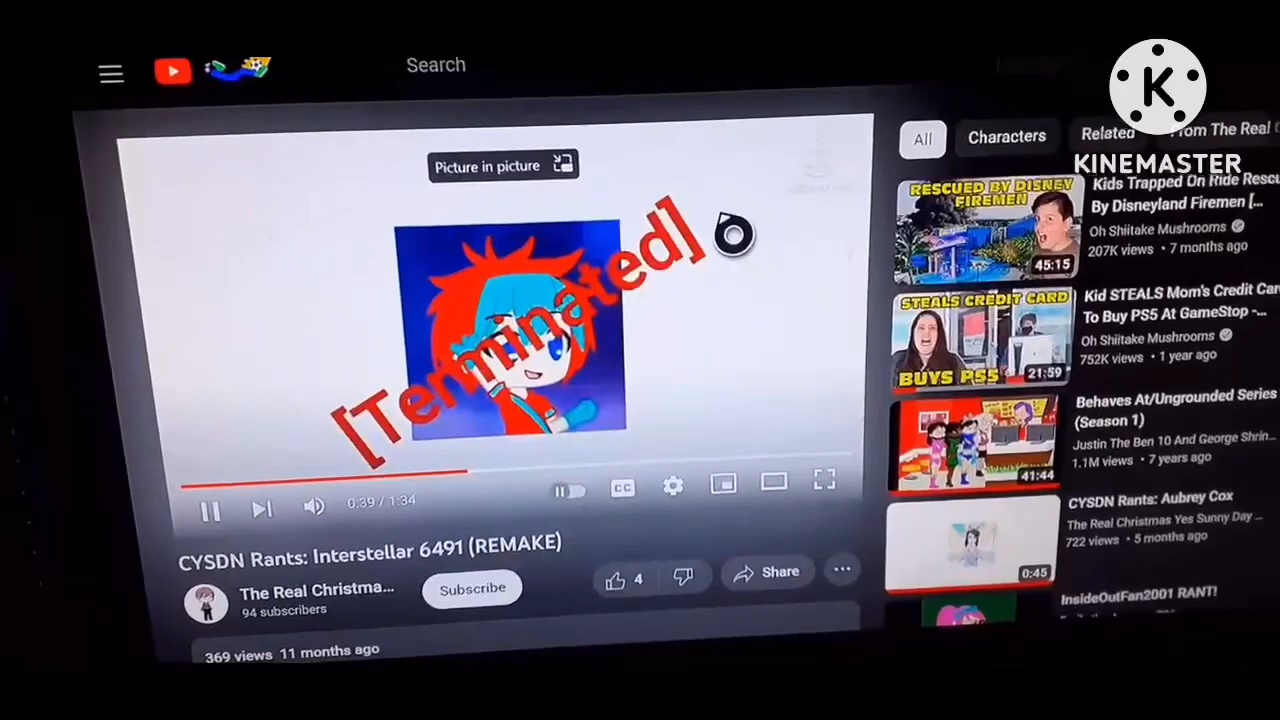 Search
K
KINEMASTER
Picture in picture
[Terminated]
0:39 / 1:34
CC
CYSDN Rants: Interstellar 6491 (REMAKE)
The Real Christma...
94 subscribers
Subscribe
4
Share
369 views 11 months ago
All
Characters
Related
From The Real
RESCUED BY DISNEY
FIREMEN
45:15
Kids Trapped On Ride Rescu
By Disneyland Firemen [...
Oh Shiitake Mushrooms
207K views • 7 months ago
STEALS CREDIT CARD
BUYS PS5
21:59
Kid STEALS Mom's Credit Car
To Buy PS5 At GameStop -...
Oh Shiitake Mushrooms
752K views • 1 year ago
41:44
Behaves At/Ungrounded Series
(Season 1)
Justin The Ben 10 And George Shrin...
1.1M views • 7 years ago
0:45
CYSDN Rants: Aubrey Cox
The Real Christmas Yes Sunny Day ...
722 views • 5 months ago
InsideOutFan2001 RANT!